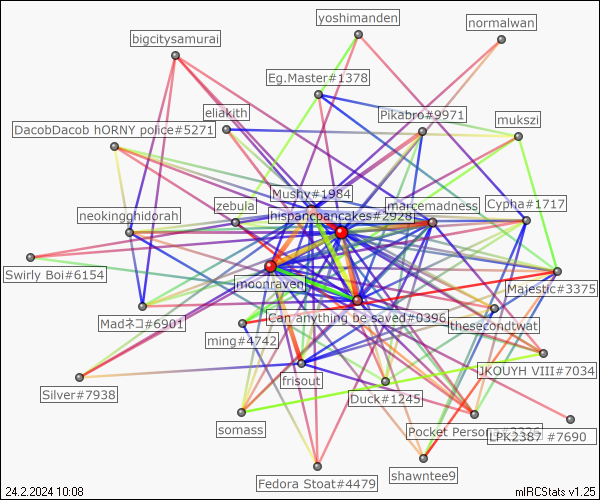 yoshimanden
normalwan
bigcitysamurai
Eg.Master#1378
eliakith
Pikabro#9971
mukszi
DacobDacob hORNY police#5271
Mushy#1984
marcemadness
Cypha#1717
zebula
hispanicpancakes#2928
neokingghidorah
Swirly Boi#6154
moonraven
Majestic#3375
Madネコ#6901
Can anything be saved#0396
thesecondtwat
ming#4742
JKOUYH VIII#7034
frisout
Silver#7938
Duck#1245
somass
Pocket Persona
LPK2387 #7690
Fedora Stoat#4479
shawntee9
24.2.2024 10:08
mIRCStats v1.25